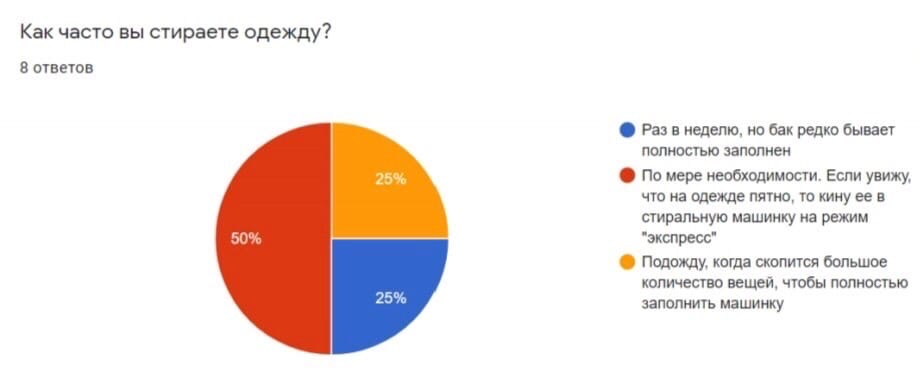 Как часто вы стираете одежду?
8 ответов
25%
50%
25%
Раз в неделю, но бак редко бывает
полностью заполнен
По мере необходимости. Если увижу,
что на одежде пятно, то кину ее в
стиральную машинку на режим
"экспресс"
Подожду, когда скопится большое
количество вещей, чтобы полностью
заполнить машинку